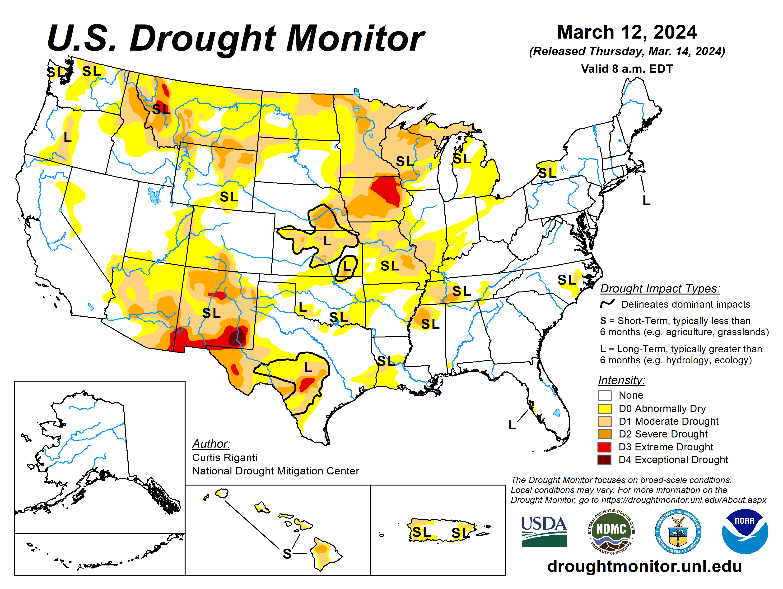 U.S. Drought Monitor
March 12, 2024
(Released Thursday, Mar. 14, 2024)
Valid 8 a.m. EDT
SL
SL
SL
L
SL
SL
SL
SL
L
SL
L
L
SL
SL
SL
SL
L
SL
SL
SL
L
L
Drought Impact Types:
Delineates dominant impacts
S = Short-Term, typically less than
6 months (e.g. agriculture, grasslands)
L = Long-Term, typically greater than
6 months (e.g. hydrology, ecology)
Intensity:
None
D0 Abnormally Dry
D1 Moderate Drought
D2 Severe Drought
D3 Extreme Drought
D4 Exceptional Drought
Author:
Curtis Riganti
National Drought Mitigation Center
S
SL
SL
The Drought Monitor focuses on broad-scale conditions.
Local conditions may vary. For more information on the
Drought Monitor, go to https://droughtmonitor.unl.edu/About.aspx
USDA
NDMC
NOAA
droughtmonitor.unl.edu